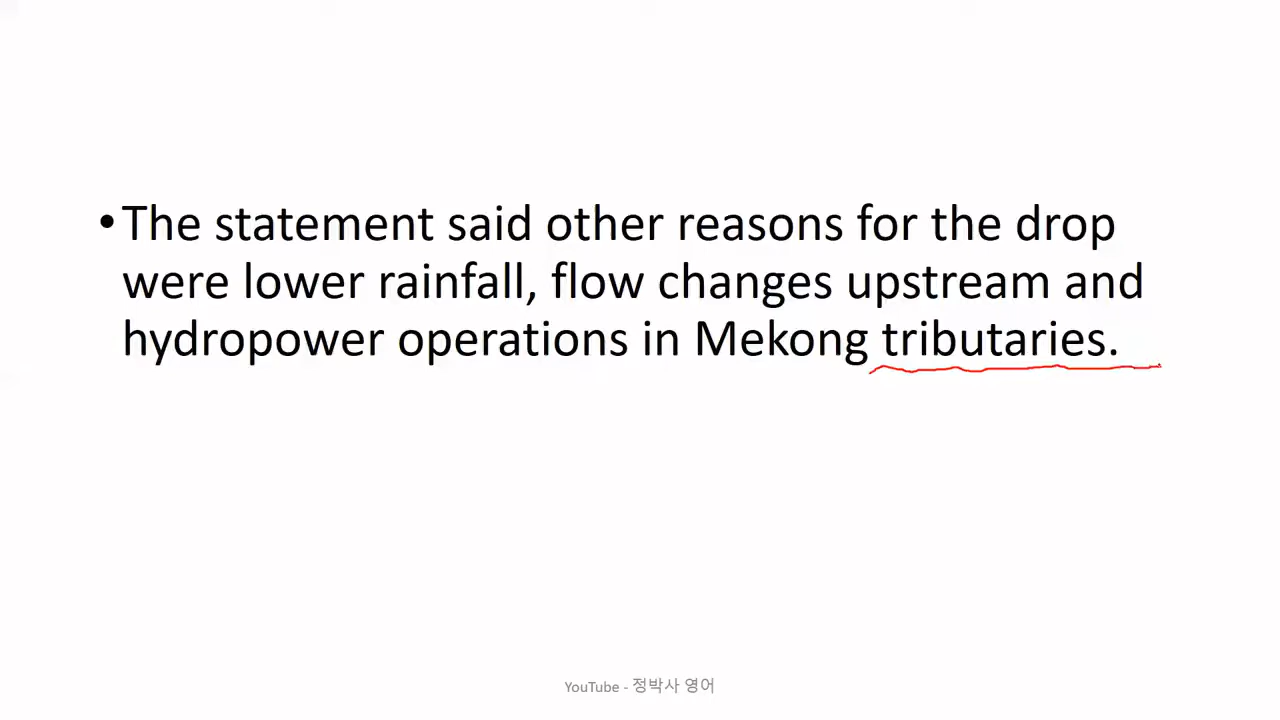 •The statement said other reasons for the drop
were lower rainfall, flow changes upstream and
hydropower operations in Mekong tributaries.
YouTube - 정박사 영어